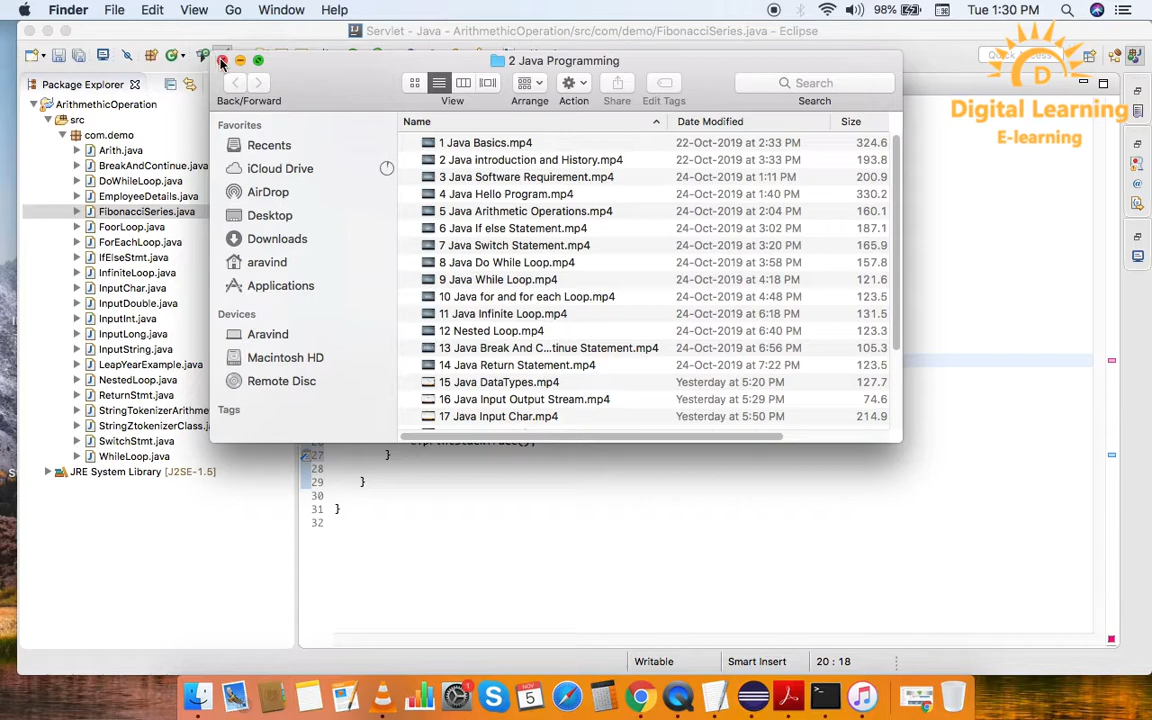 Finder File Edit View Go Window Help 98% Tue 1:30 PM
Servlet - Java - ArithmethicOperation/src/com/demo/FibonacciSeries.java - Eclipse
Quick Access
D
Digital Learning
E-learning
2 Java Programming
Search
Back/Forward View Arrange Action Share Edit Tags Search
Package Explorer
ArithmethicOperation
src
com.demo
Arith.java
BreakAndContinue.java
DoWhileLoop.java
EmployeeDetails.java
FibonacciSeries.java
FoorLoop.java
ForEachLoop.java
IfElseStmt.java
InfiniteLoop.java
InputChar.java
InputDouble.java
InputInt.java
InputLong.java
InputString.java
LeapYearExample.java
NestedLoop.java
ReturnStmt.java
StringTokenizerArithme
StringZtokenizerClass.j
SwitchStmt.java
WhileLoop.java
JRE System Library [J2SE-1.5]
Favorites
Recents
iCloud Drive
AirDrop
Desktop
Downloads
aravind
Applications
Devices
Aravind
Macintosh HD
Remote Disc
Tags
Name Date Modified Size
1 Java Basics.mp4 22-Oct-2019 at 2:33 PM 324.6
2 Java introduction and History.mp4 22-Oct-2019 at 3:33 PM 193.8
3 Java Software Requirement.mp4 24-Oct-2019 at 1:11 PM 200.9
4 Java Hello Program.mp4 24-Oct-2019 at 1:40 PM 330.2
5 Java Arithmetic Operations.mp4 24-Oct-2019 at 2:04 PM 160.1
6 Java If else Statement.mp4 24-Oct-2019 at 3:02 PM 187.1
7 Java Switch Statement.mp4 24-Oct-2019 at 3:20 PM 165.9
8 Java Do While Loop.mp4 24-Oct-2019 at 3:58 PM 157.8
9 Java While Loop.mp4 24-Oct-2019 at 4:18 PM 121.6
10 Java for and for each Loop.mp4 24-Oct-2019 at 4:48 PM 123.5
11 Java Infinite Loop.mp4 24-Oct-2019 at 6:18 PM 131.5
12 Nested Loop.mp4 24-Oct-2019 at 6:40 PM 123.3
13 Java Break And C...tinue Statement.mp4 24-Oct-2019 at 6:56 PM 105.3
14 Java Return Statement.mp4 24-Oct-2019 at 7:22 PM 123.5
15 Java DataTypes.mp4 Yesterday at 5:20 PM 127.7
16 Java Input Output Stream.mp4 Yesterday at 5:29 PM 74.6
17 Java Input Char.mp4 Yesterday at 5:50 PM 214.9
27 }
28
29 }
30
31 }
32
Writable Smart Insert 20 : 18
NOV
5